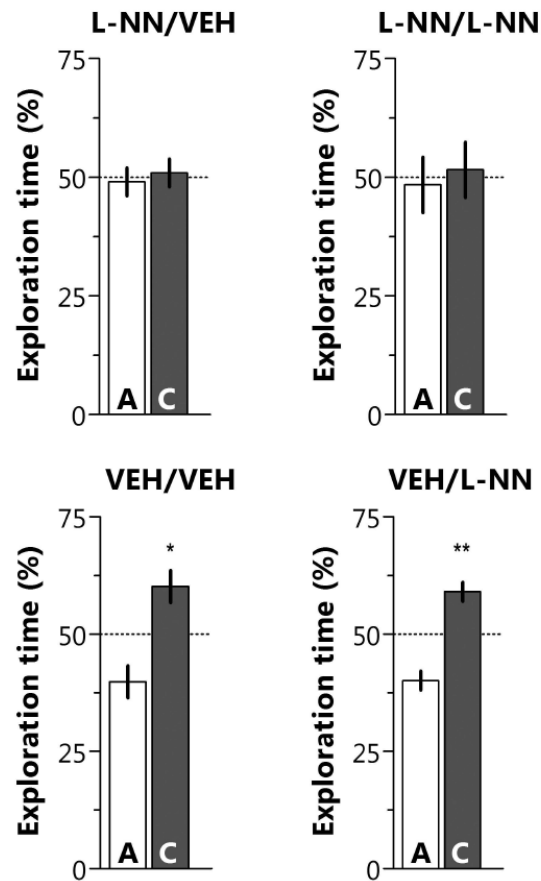 L-NN/VEH
Exploration time (%)
75
50
25
0
A C
L-NN/L-NN
Exploration time (%)
75
50
25
0
A C
VEH/VEH
Exploration time (%)
75
50
25
0
*
A C
VEH/L-NN
Exploration time (%)
75
50
25
0
**
A C